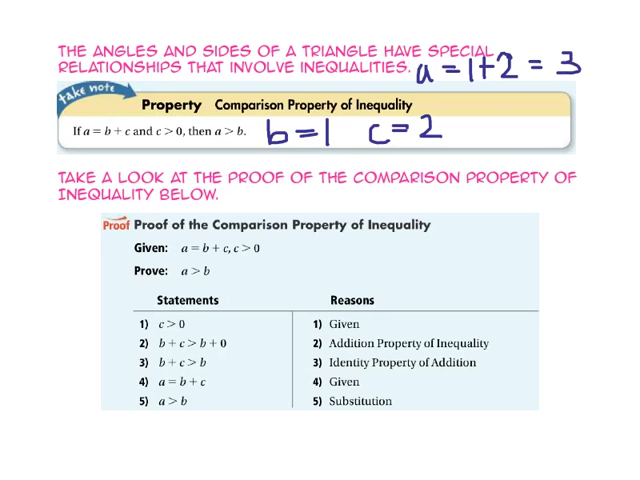 THE ANGLES AND SIDES OF A TRIANGLE HAVE SPECIAL
RELATIONSHIPS THAT INVOLVE INEQUALITIES. a = 1+2 = 3
take note
Property Comparison Property of Inequality
If a = b + c and c > 0, then a > b. b = 1 c = 2
TAKE A LOOK AT THE PROOF OF THE COMPARISON PROPERTY OF
INEQUALITY BELOW.
Proof Proof of the Comparison Property of Inequality
Given: a = b + c, c > 0
Prove: a > b
Statements Reasons
1) c > 0 1) Given
2) b + c > b + 0 2) Addition Property of Inequality
3) b + c > b 3) Identity Property of Addition
4) a = b + c 4) Given
5) a > b 5) Substitution